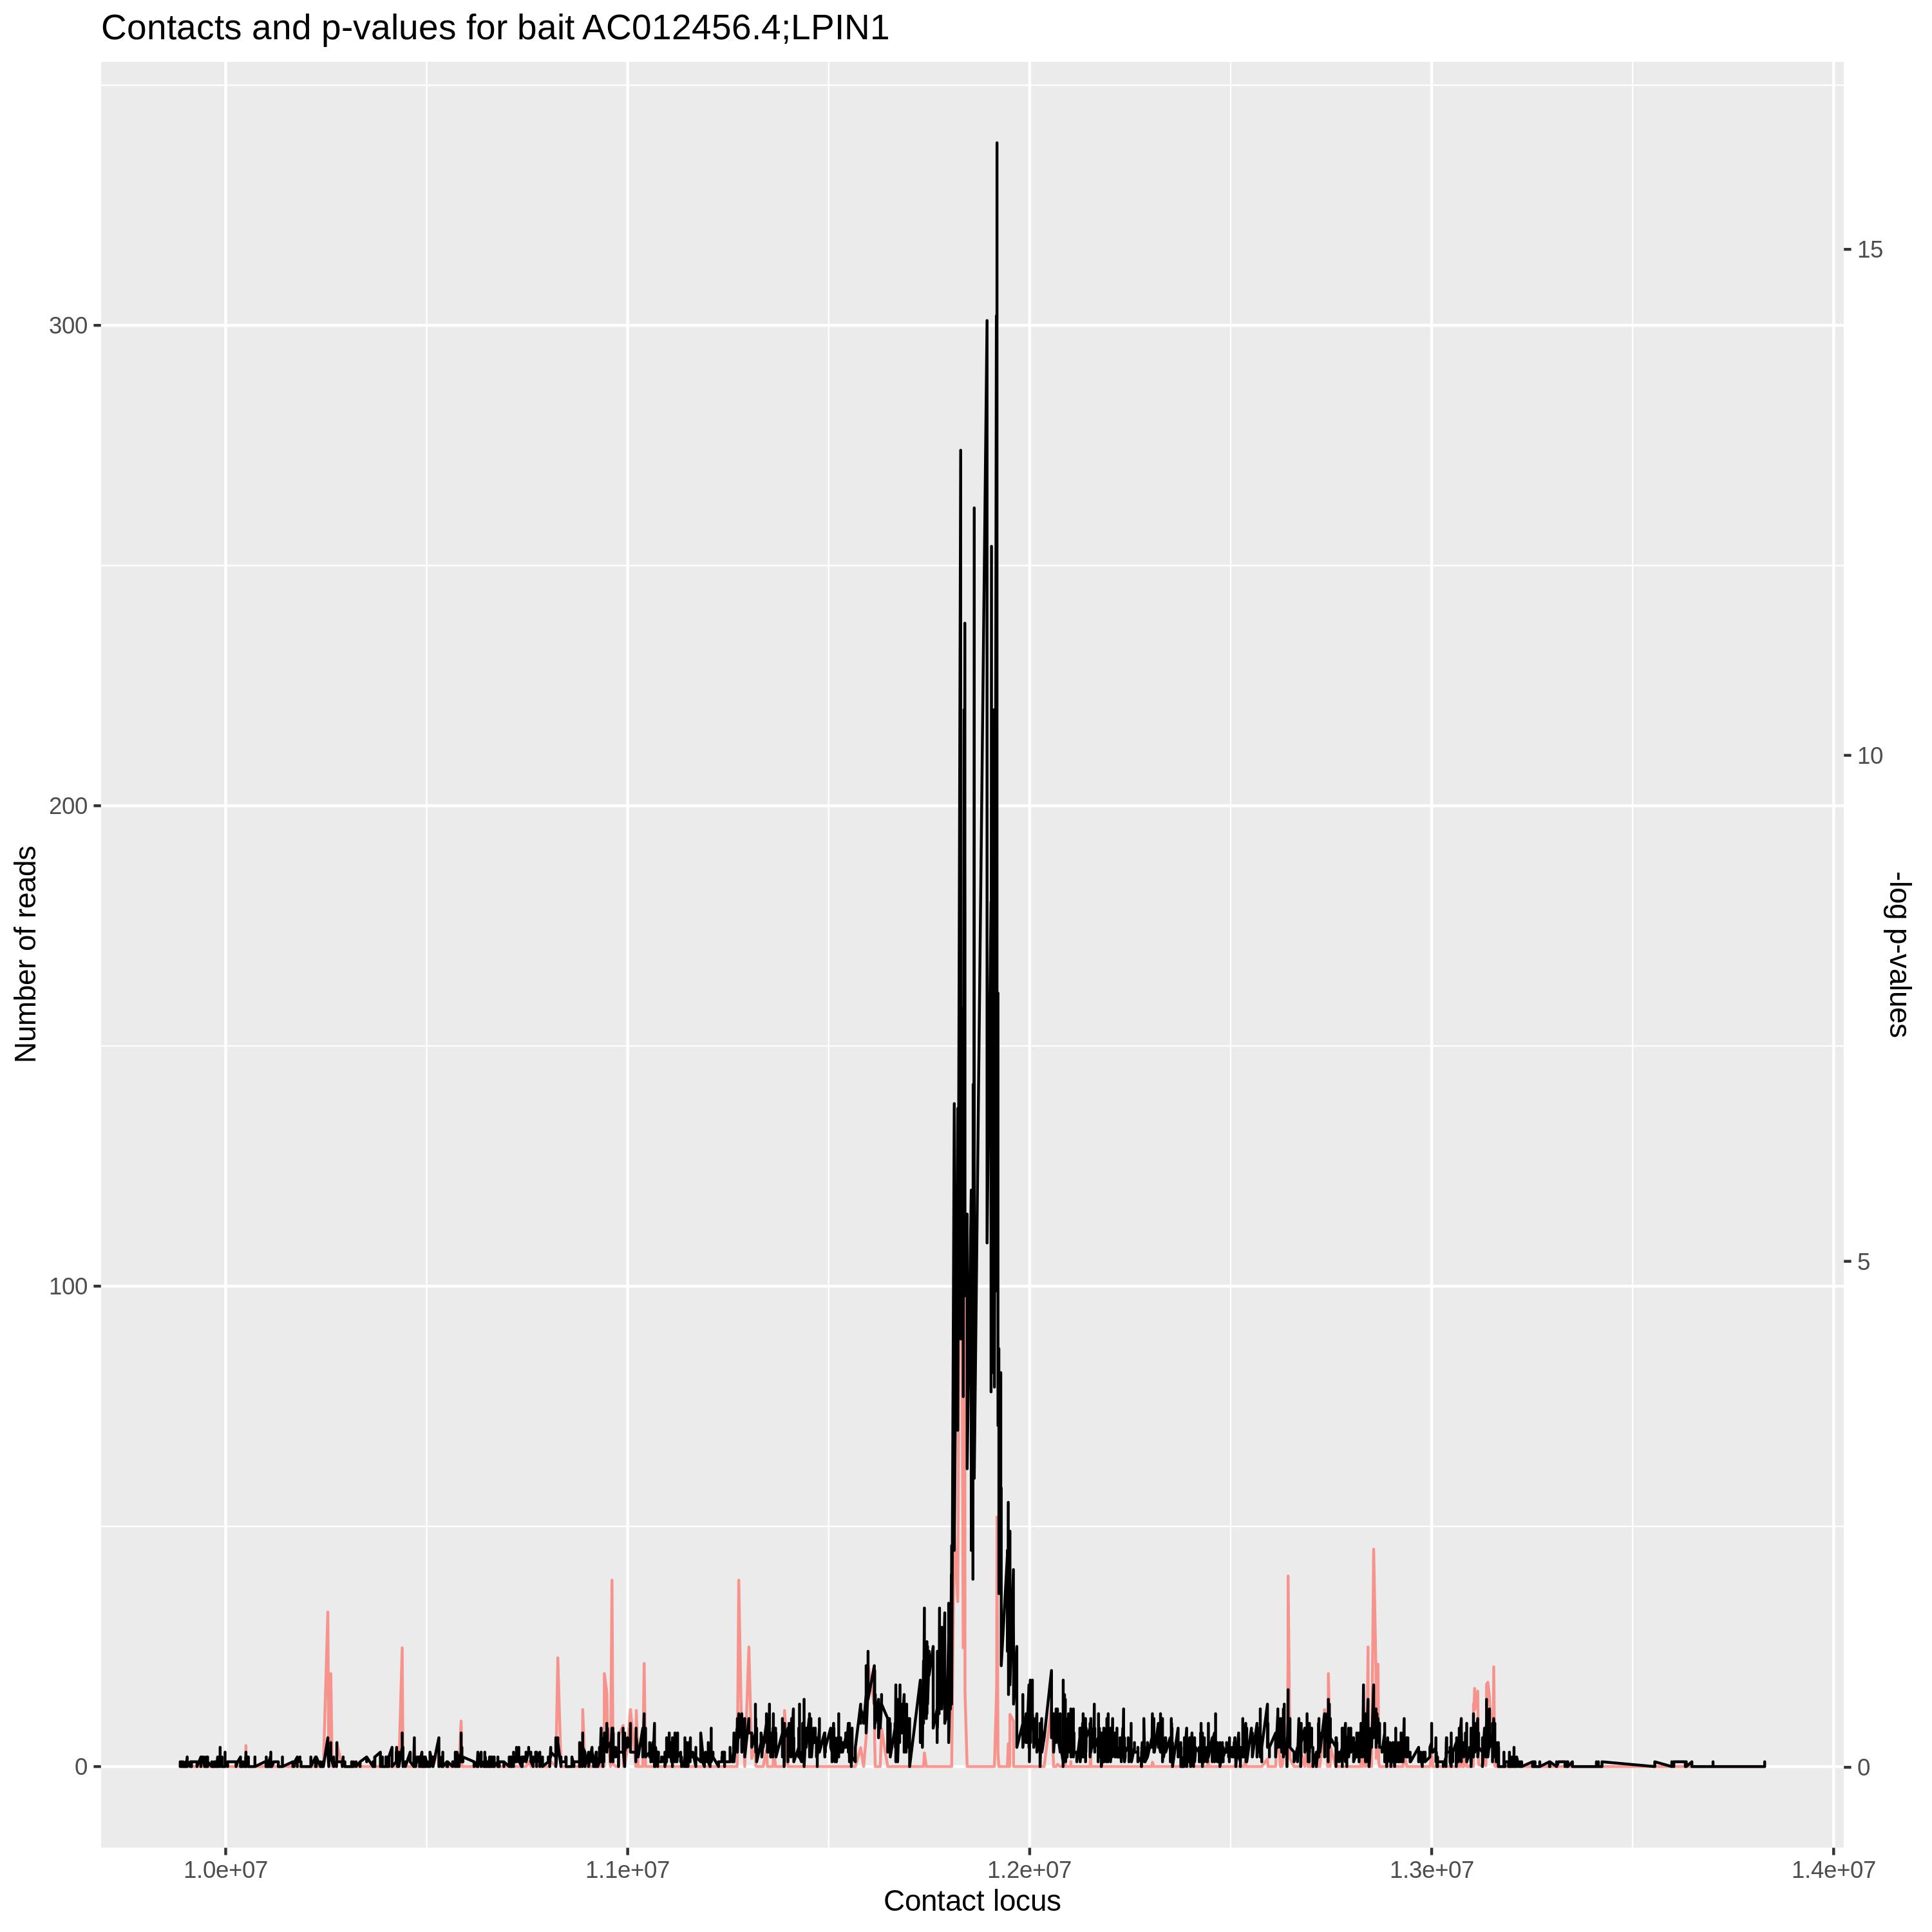 Contacts and p-values for bait AC012456.4;LPIN1
300
200
100
0
Number of reads
15
10
5
0
-log p-values
1.0e+07 1.1e+07 1.2e+07 1.3e+07 1.4e+07
Contact locus